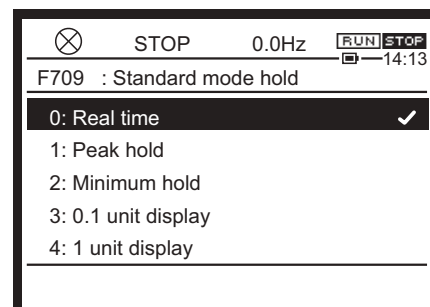 STOP 0.0Hz RUN STOP
14:13
F709 : Standard mode hold
0: Real time
1: Peak hold
2: Minimum hold
3: 0.1 unit display
4: 1 unit display